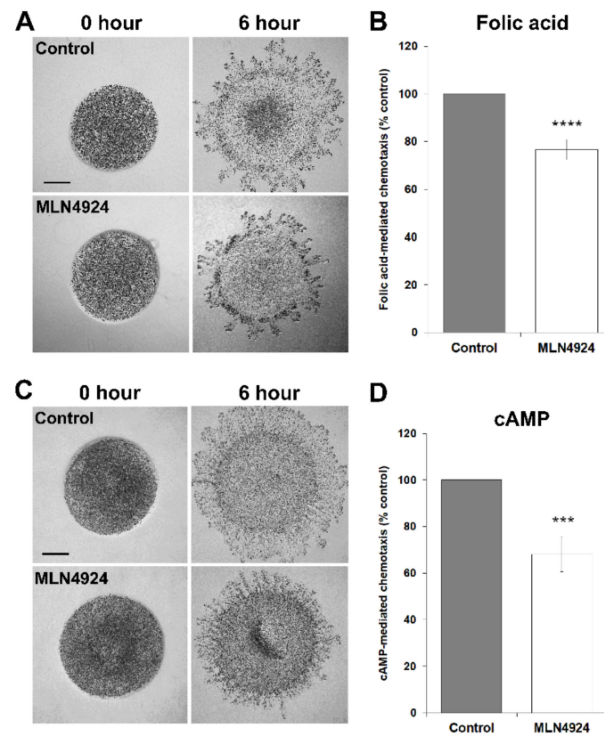 A
0 hour
6 hour
Control
MLN4924
B
Folic acid
Folic acid-mediated chemotaxis (% control)
120
100
80
60
40
20
0
****
Control
MLN4924
C
0 hour
6 hour
Control
MLN4924
D
cAMP
cAMP-mediated chemotaxis (% control)
120
100
80
60
40
20
0
***
Control
MLN4924